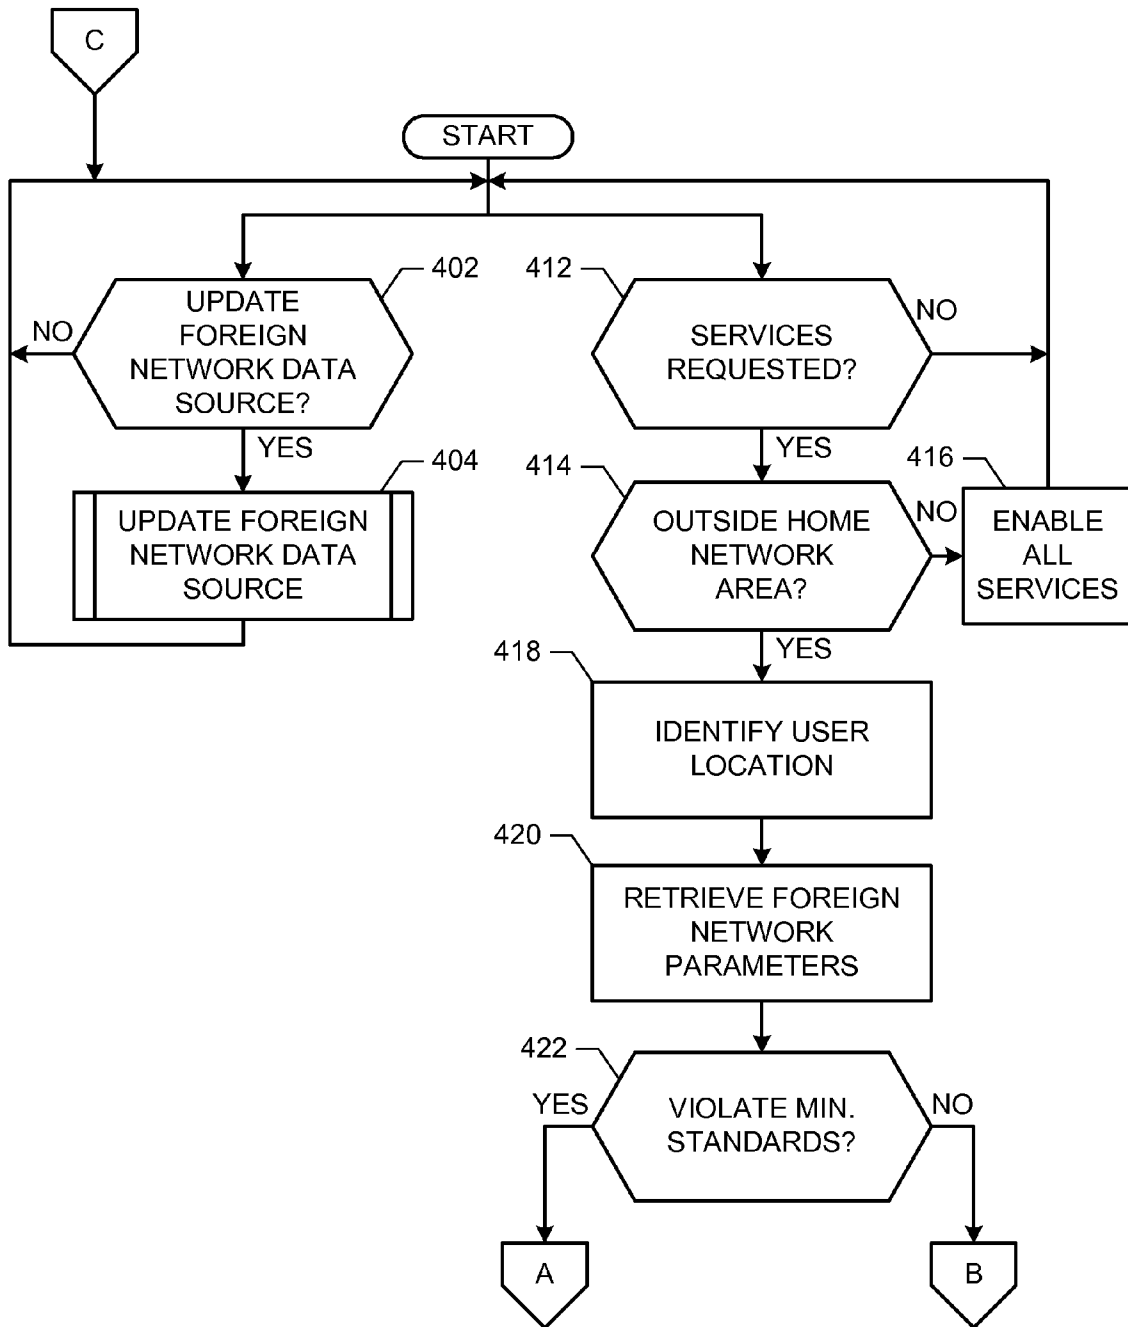 C
START
402
UPDATE
FOREIGN
NETWORK DATA
SOURCE?
NO
YES
404
UPDATE FOREIGN
NETWORK DATA
SOURCE
412
SERVICES
REQUESTED?
NO
YES
414
OUTSIDE HOME
NETWORK
AREA?
NO
YES
416
ENABLE
ALL
SERVICES
418
IDENTIFY USER
LOCATION
420
RETRIEVE FOREIGN
NETWORK
PARAMETERS
422
VIOLATE MIN.
STANDARDS?
YES
NO
A
B